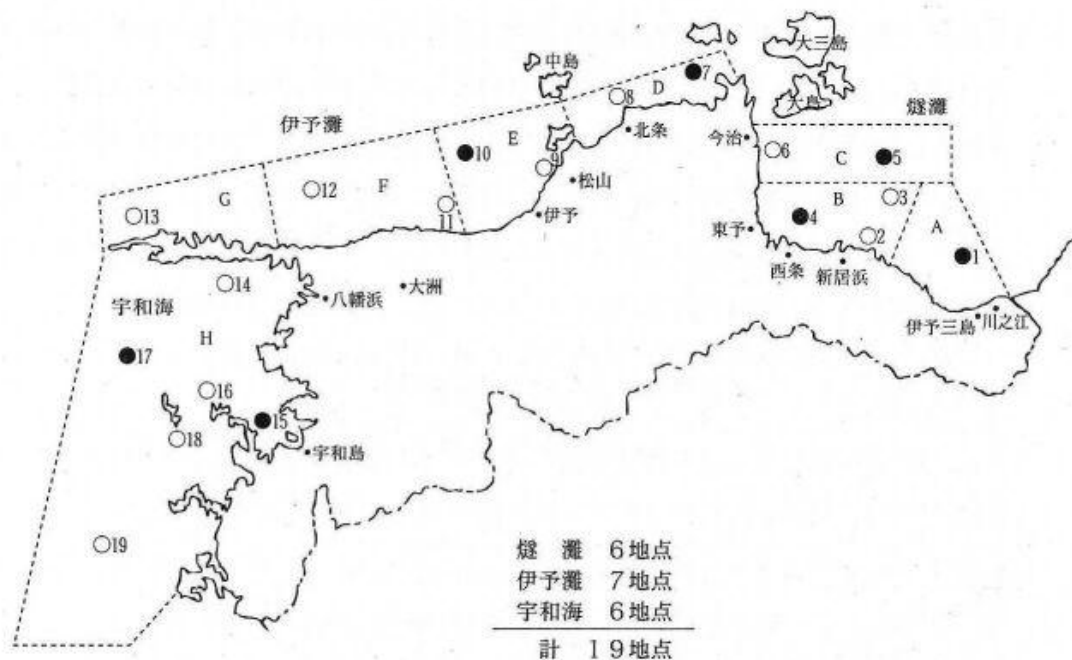 大三島
中島
7
D
8
大島
燧灘
伊予灘
E
北条
今治
6
C
5
10
9
松山
12
F
3
G
B
4
11
伊予
A
13
東予
2
1
西条
新居浜
14
大洲
八幡浜
宇和海
伊予三島
川之江
H
17
16
15
18
宇和島
19
燧灘 6地点
伊予灘 7地点
宇和海 6地点
計 19地点